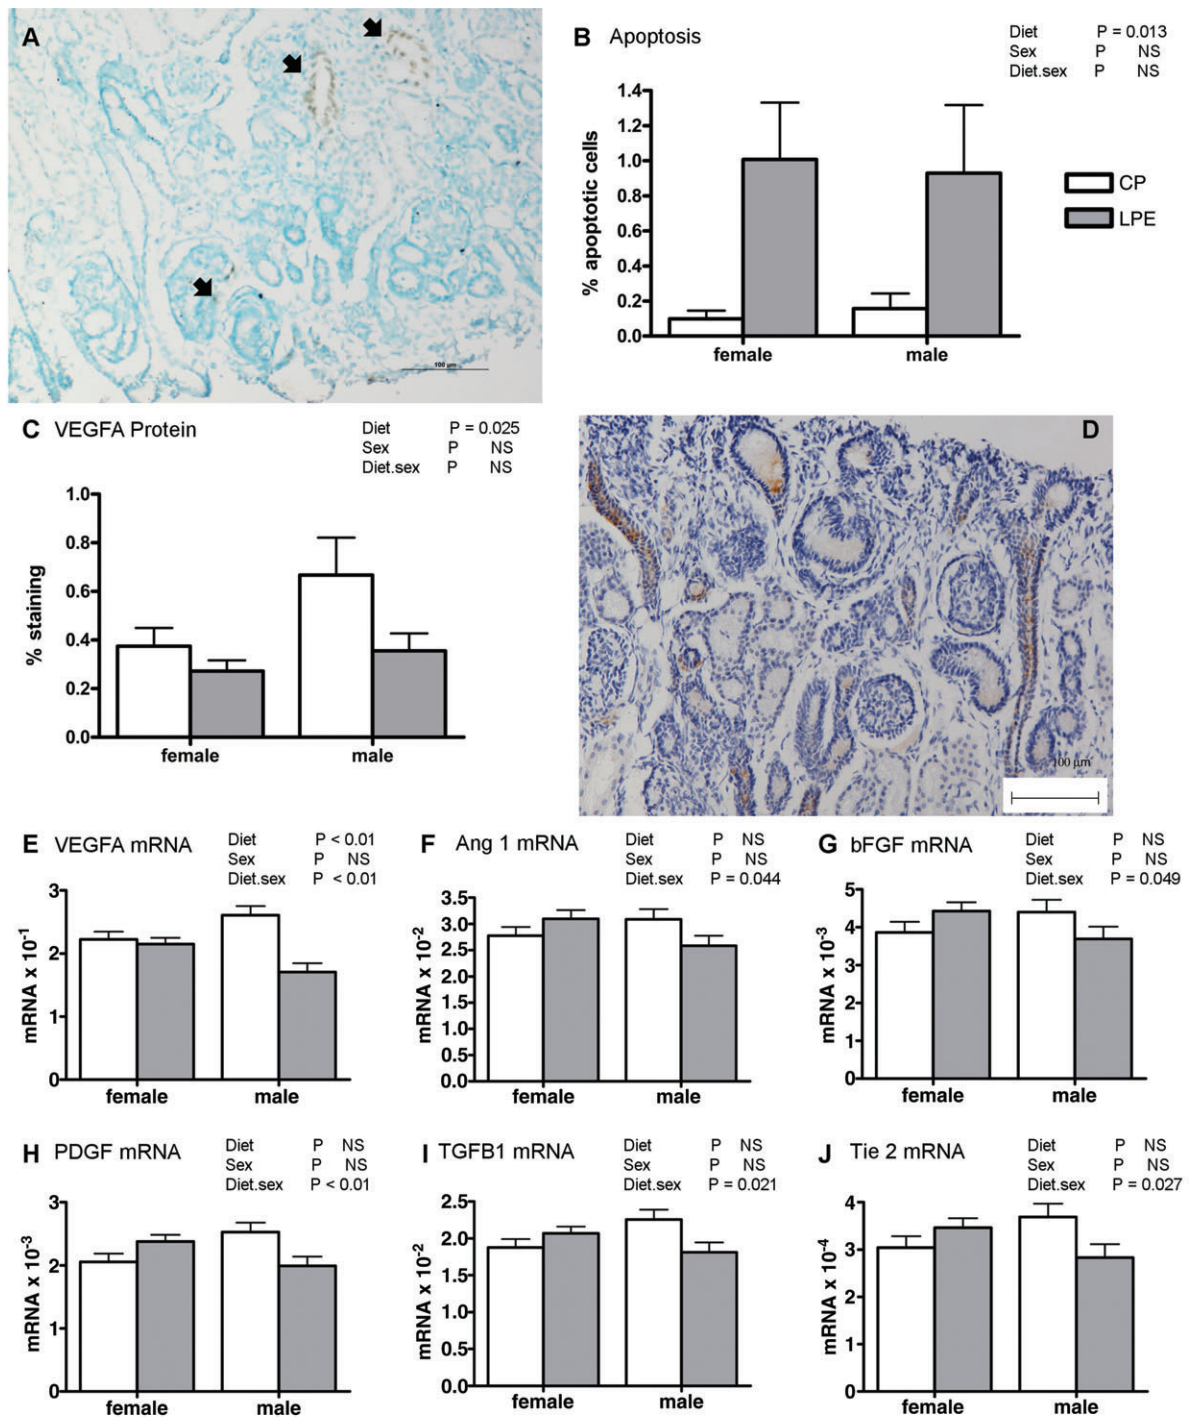 A
100 µm
B Apoptosis
Diet P = 0.013
Sex P NS
Diet.sex P NS
% apoptotic cells
1.4
1.2
1.0
0.8
0.6
0.4
0.2
0.0
female male
CP
LPE
C VEGFA Protein
Diet P = 0.025
Sex P NS
Diet.sex P NS
% staining
1.0
0.8
0.6
0.4
0.2
0.0
female male
D
100 µm
E VEGFA mRNA
Diet P < 0.01
Sex P NS
Diet.sex P < 0.01
mRNA x 10-1
3
2
1
0
female male
F Ang 1 mRNA
Diet P NS
Sex P NS
Diet.sex P = 0.044
mRNA x 10-2
3.5
3.0
2.5
2.0
1.5
1.0
0.5
0.0
female male
G bFGF mRNA
Diet P NS
Sex P NS
Diet.sex P = 0.049
mRNA x 10-3
5
4
3
2
1
0
female male
H PDGF mRNA
Diet P NS
Sex P NS
Diet.sex P < 0.01
mRNA x 10-3
3
2
1
0
female male
I TGFB1 mRNA
Diet P NS
Sex P NS
Diet.sex P = 0.021
mRNA x 10-2
2.5
2.0
1.5
1.0
0.5
0.0
female male
J Tie 2 mRNA
Diet P NS
Sex P NS
Diet.sex P = 0.027
mRNA x 10-4
4
3
2
1
0
female male